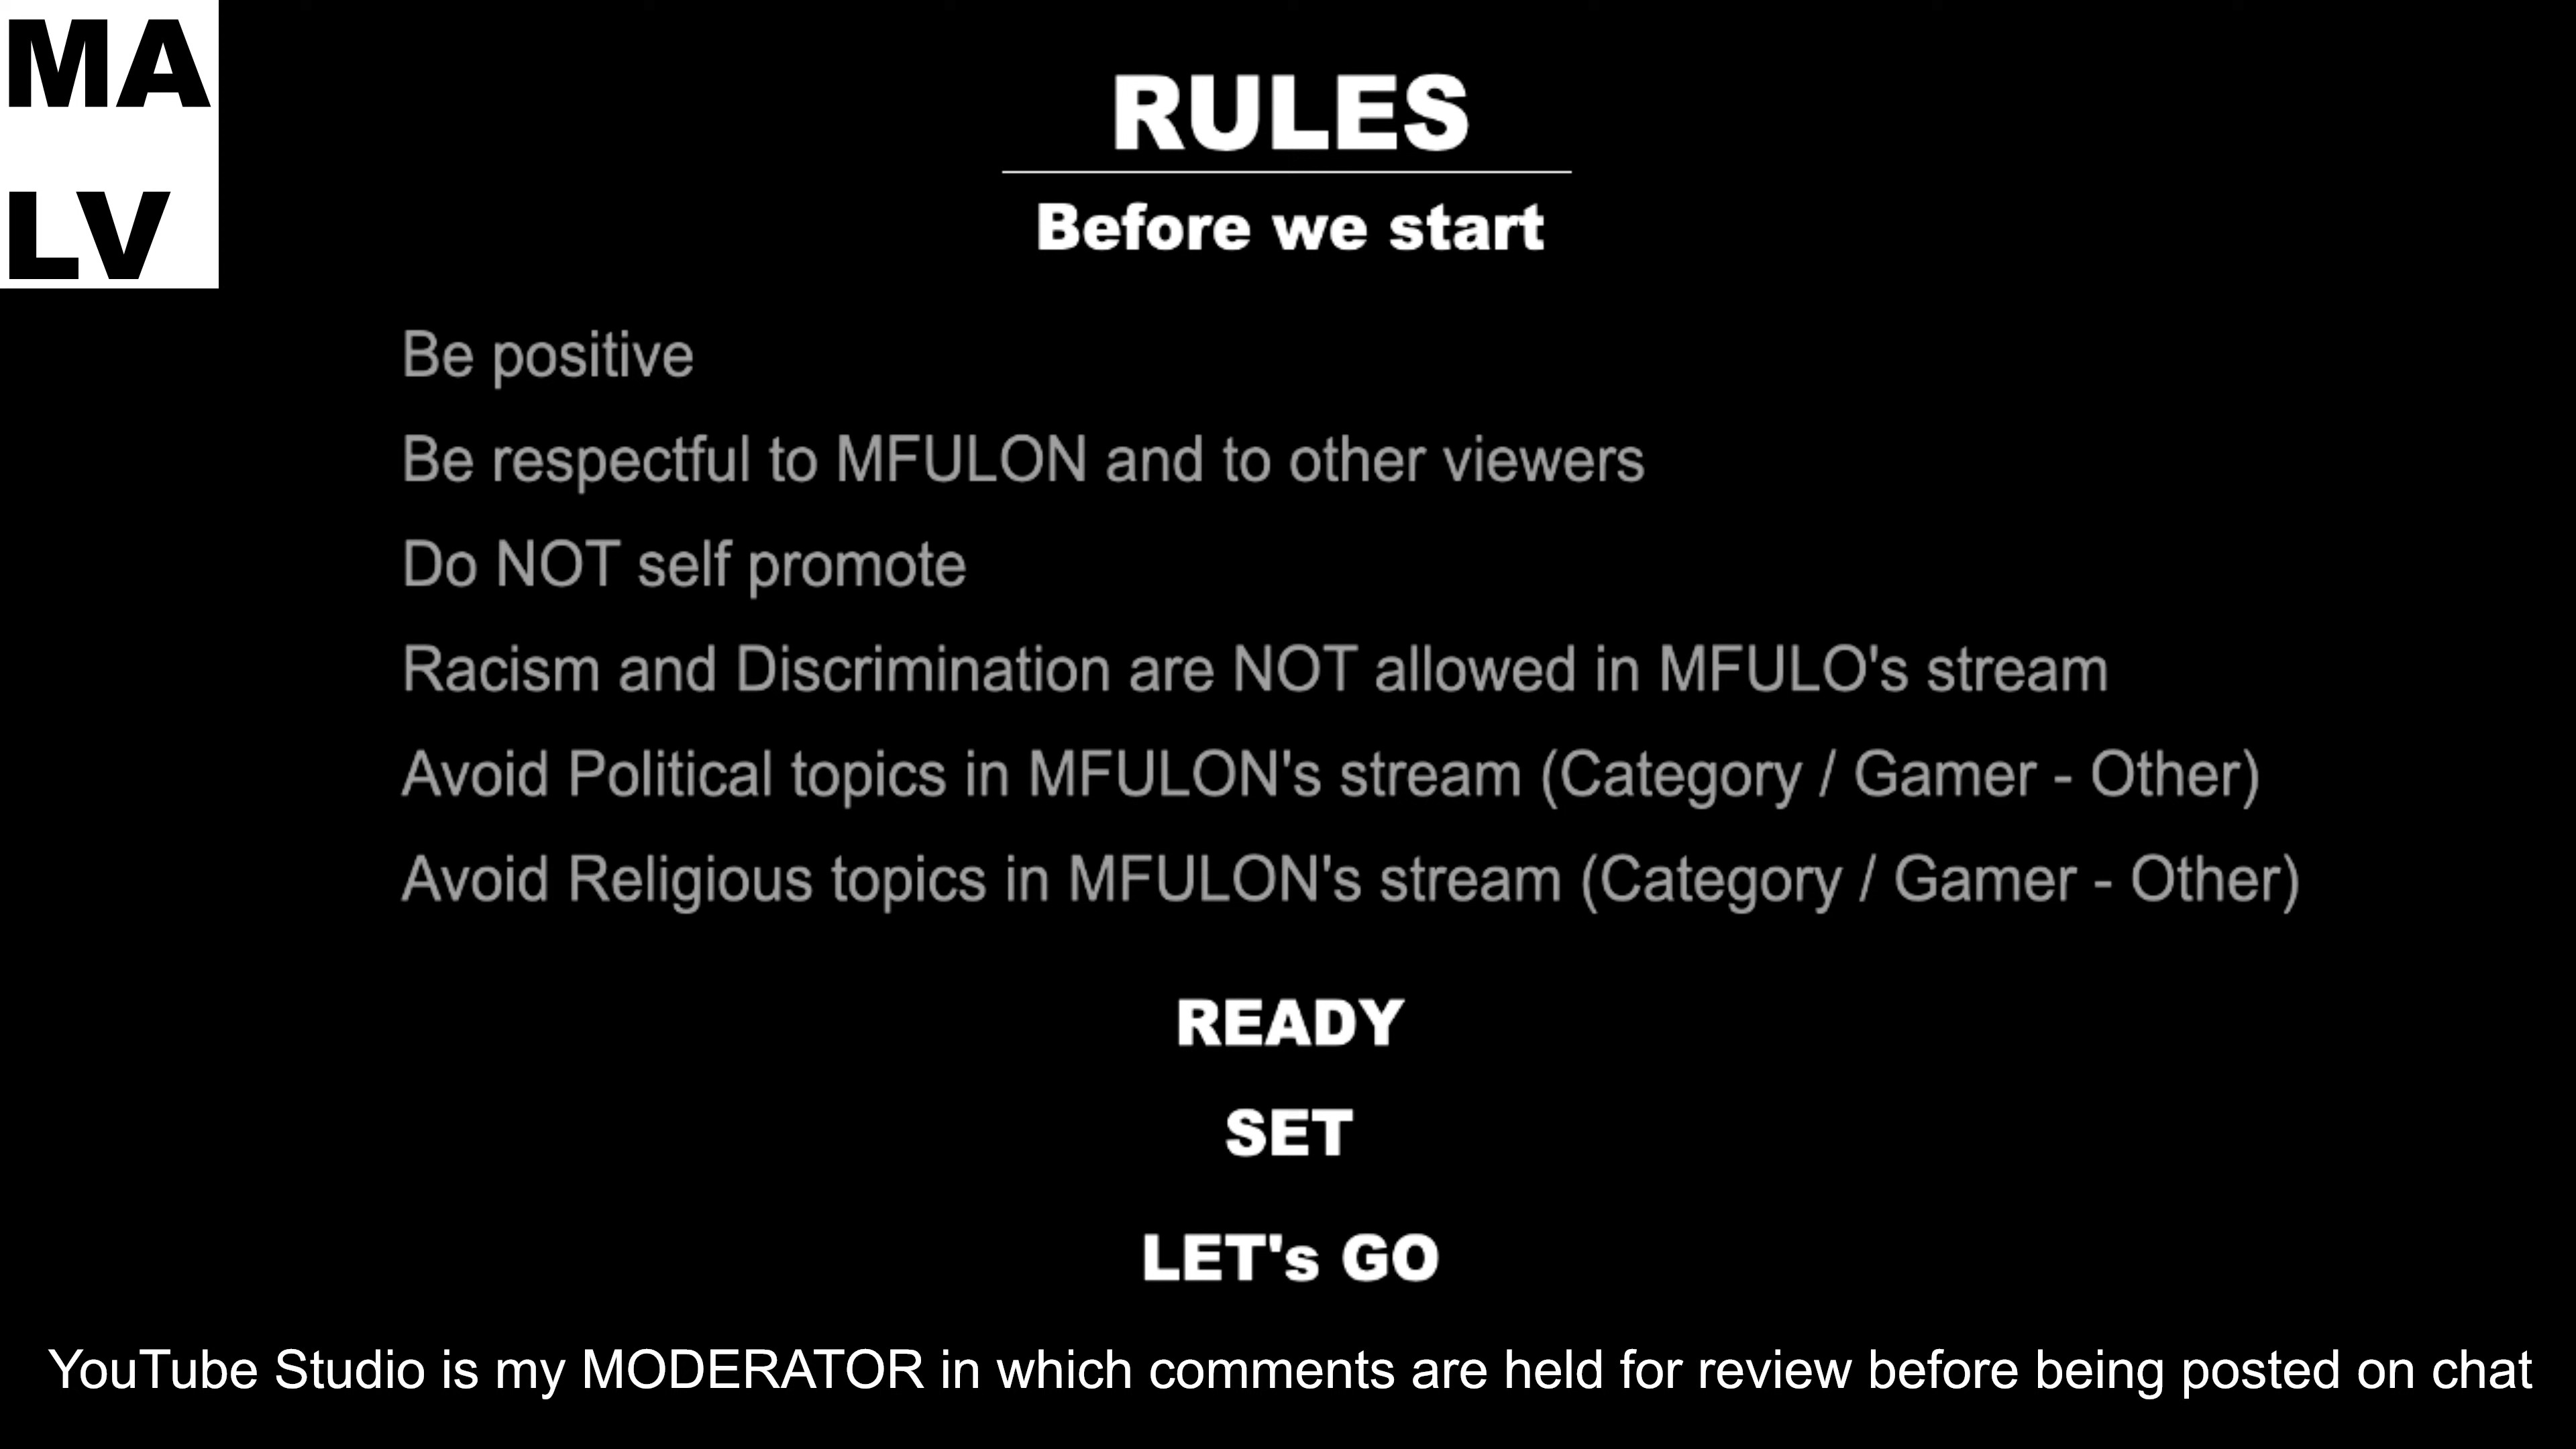 MA
LV
RULES
Before we start
Be positive
Be respectful to MFULON and to other viewers
Do NOT self promote
Racism and Discrimination are NOT allowed in MFULO's stream
Avoid Political topics in MFULON's stream (Category / Gamer - Other)
Avoid Religious topics in MFULON's stream (Category / Gamer - Other)
READY
SET
LET's GO
YouTube Studio is my MODERATOR in which comments are held for review before being posted on chat